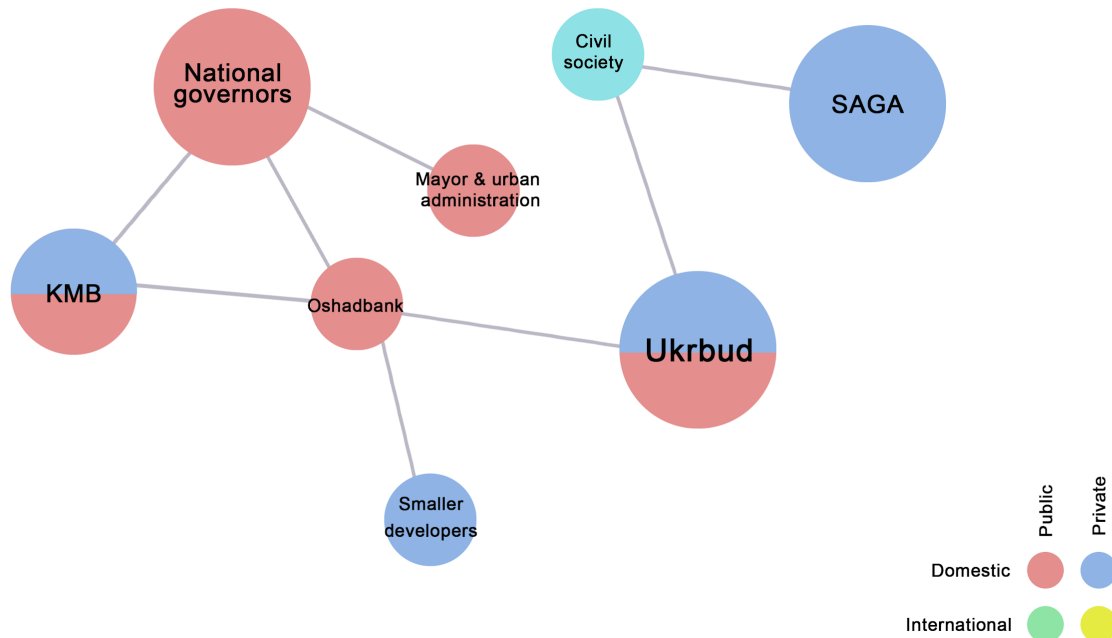 National
governors
Civil
society
SAGA
Mayor & urban
administration
KMB
Oshadbank
Ukrbud
Smaller
developers
Public
Private
Domestic
International